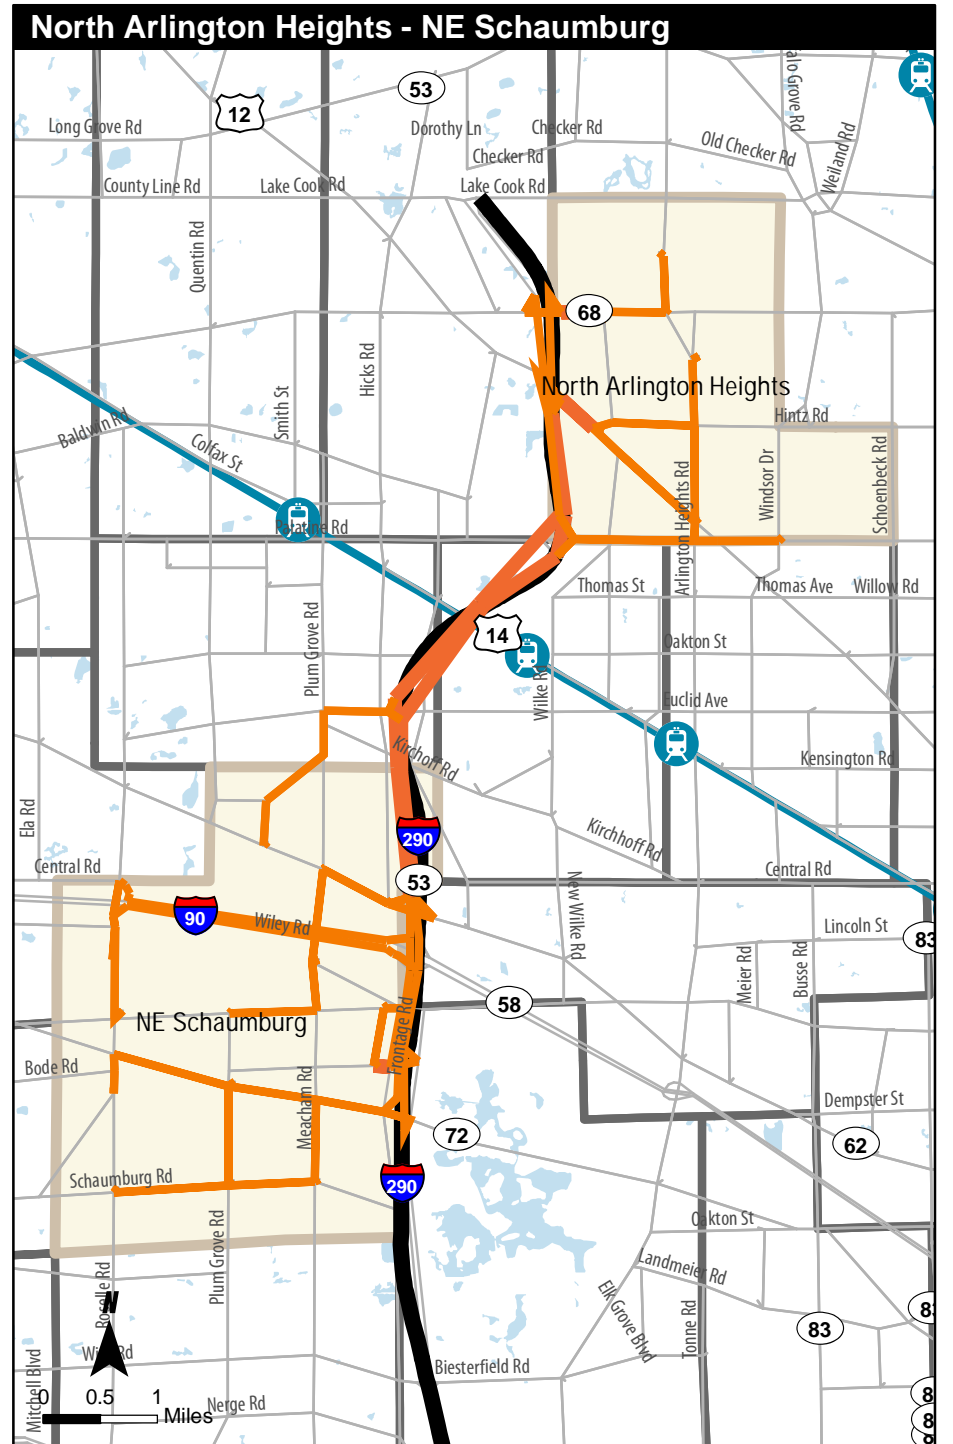 North Arlington Heights - NE Schaumburg
53
12
Long Grove Rd
Dorothy Ln
Checker Rd
Checker Rd
Old Checker Rd
Weiland Rd
County Line Rd
Lake Cook Rd
Lake Cook Rd
Quentin Rd
68
Hicks Rd
North Arlington Heights
Smith St
Baldwin Rd
Colfax St
Hintz Rd
Schoenbeck Rd
Windsor Dr
Arlington Heights Rd
Palatine Rd
Thomas St
Thomas Ave
Willow Rd
Plum Grove Rd
14
Oakton St
Wilke Rd
Euclid Ave
Kirchoff Rd
Kensington Rd
Ela Rd
290
Kirchhoff Rd
Central Rd
53
Central Rd
90
Wiley Rd
New Wilke Rd
Lincoln St
83
Meier Rd
Busse Rd
58
NE Schaumburg
Frontage Rd
Bode Rd
Meacham Rd
Dempster St
72
62
Schaumburg Rd
290
Plum Grove Rd
Oakton St
Roselle Rd
Landmeier Rd
Elk Grove Blvd
Tonne Rd
83
N
Biesterfield Rd
Mitchell Blvd
0 0.5 1
Miles
Nerge Rd